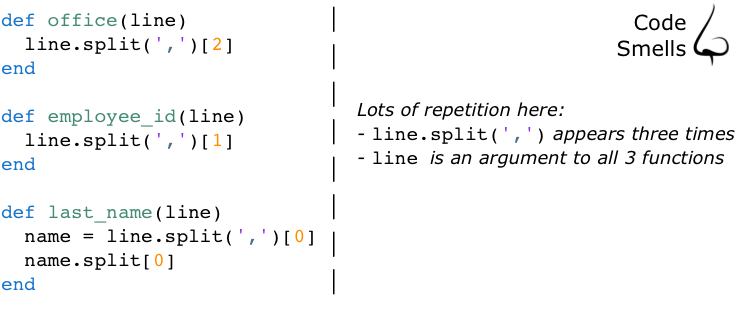 def office(line)
  line.split(',')[2]
end

def employee_id(line)
  line.split(',')[1]
end

def last_name(line)
  name = line.split(',')[0]
  name.split[0]
end

Code
Smells

Lots of repetition here:
- line.split(',') appears three times
- line is an argument to all 3 functions